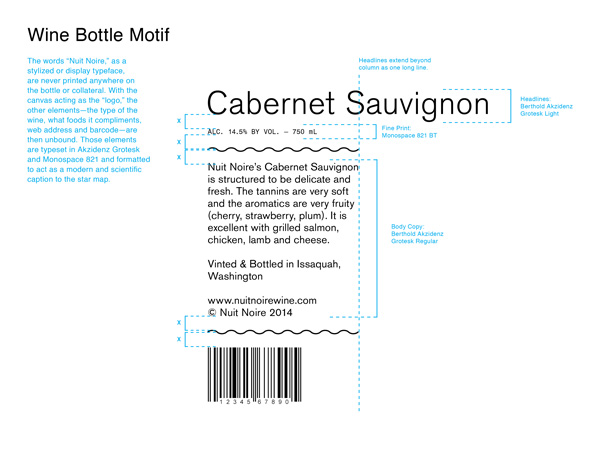 Wine Bottle Motif
The words “Nuit Noire,” as a
stylized or display typeface,
are never printed anywhere on
the bottle or collateral. With the
canvas acting as the “logo,” the
other elements—the type of the
wine, what foods it compliments,
web address and barcode—are
then unbound. Those elements
are typeset in Akzidenz Grotesk
and Monospace 821 and formatted
to act as a modern and scientific
caption to the star map.
Headlines extend beyond
column as one long line.
Cabernet Sauvignon
Headlines:
Berthold Akzidenz
Grotesk Light
x
ALC. 14.5% BY VOL. – 750 mL
Fine Print:
Monospace 821 BT
x
x
Nuit Noire’s Cabernet Sauvignon
is structured to be delicate and
fresh. The tannins are very soft
and the aromatics are very fruity
(cherry, strawberry, plum). It is
excellent with grilled salmon,
chicken, lamb and cheese.
Body Copy:
Berthold Akzidenz
Grotesk Regular
Vinted & Bottled in Issaquah,
Washington
www.nuitnoirewine.com
© Nuit Noire 2014
x
x
1 2 3 4 5 6 7 8 9 0